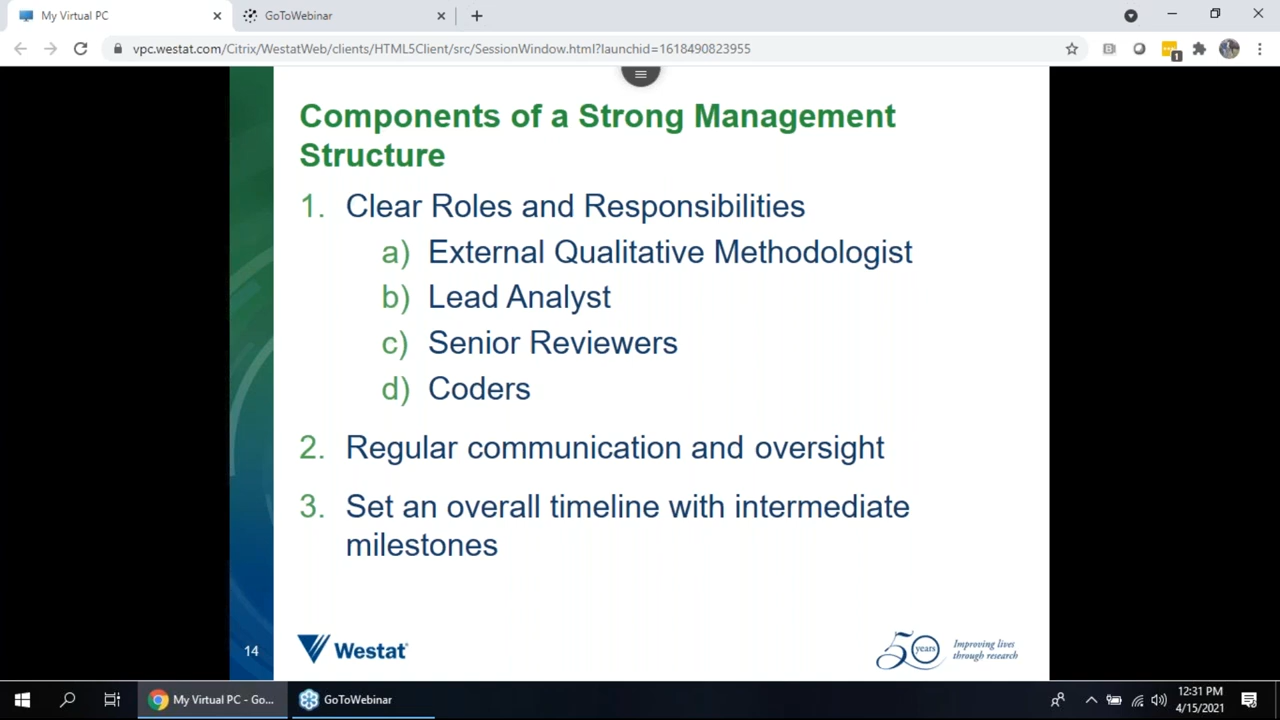 My Virtual PC
GoToWebinar
vpc.westat.com/Citrix/WestatWeb/clients/HTML5Client/src/SessionWindow.html?launchid=1618490823955
1
Components of a Strong Management
Structure
1. Clear Roles and Responsibilities
a) External Qualitative Methodologist
b) Lead Analyst
c) Senior Reviewers
d) Coders
2. Regular communication and oversight
3. Set an overall timeline with intermediate
milestones
14
Westat®
50 years
Improving lives
through research
My Virtual PC - Go...
GoToWebinar
12:31 PM
4/15/2021